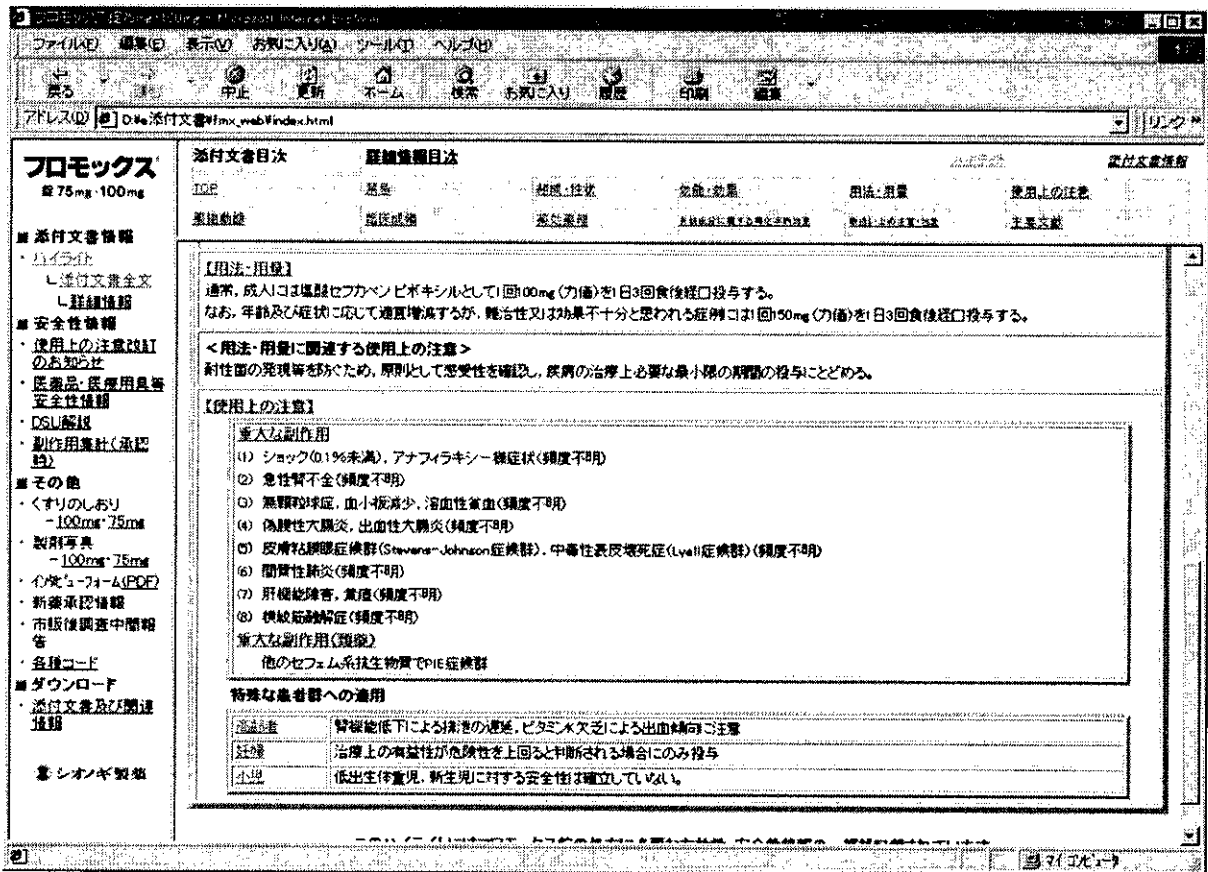 ファイル(F) 編集(E) 表示(V) お気に入り(A) ツール(T) ヘルプ(H)
戻る 中止 更新 ホーム 検索 お気に入り 履歴 印刷 編集
アドレス(D) D:¥e添付文書¥fmx_web¥index.html リンク
フロモックス
錠 75mg・100mg
■ 添付文書情報
・ハイライト
└添付文書全文
└詳細情報
■ 安全性情報
・使用上の注意改訂
のお知らせ
・医薬品・医療用具等
安全性情報
・DSU解説
・副作用集計(承認
時)
■ その他
・くすりのしおり
-100mg・75mg
・製剤写真
-100mg・75mg
・インタビューフォーム(PDF)
・新薬承認情報
・市販後調査中間報
告
・各種コード
■ ダウンロード
・添付文書及び関連
情報
シオノギ製薬
添付文書目次 詳細情報目次 ハイライト 添付文書情報
TOP 組成・性状 効能・効果 用法・用量 使用上の注意
薬物動態 臨床成績 薬効薬理 主要文献
【用法・用量】
通常，成人には塩酸セフカペンピボキシルとして1回100mg(力価)を1日3回食後経口投与する。
なお，年齢及び症状に応じて適宜増減するが，難治性又は効果不十分と思われる症例には1回150mg(力価)を1日3回食後経口投与する。
＜用法・用量に関連する使用上の注意＞
耐性菌の発現等を防ぐため，原則として感受性を確認し，疾病の治療上必要な最小限の期間の投与にとどめる。
【使用上の注意】
重大な副作用
(1) ショック(0.1%未満)，アナフィラキシー様症状(頻度不明)
(2) 急性腎不全(頻度不明)
(3) 無顆粒球症，血小板減少，溶血性貧血(頻度不明)
(4) 偽膜性大腸炎，出血性大腸炎(頻度不明)
(5) 皮膚粘膜眼症候群(Stevens-Johnson症候群)，中毒性表皮壊死症(Lyell症候群)(頻度不明)
(6) 間質性肺炎(頻度不明)
(7) 肝機能障害，黄疸(頻度不明)
(8) 横紋筋融解症(頻度不明)
重大な副作用(類薬)
他のセフェム系抗生物質でPIE症候群
特殊な患者群への適用
高齢者 腎機能低下による排泄の遅延，ビタミンK欠乏による出血傾向に注意
妊婦 治療上の有益性が危険性を上回ると判断される場合にのみ投与
小児 低出生体重児，新生児に対する安全性は確立していない。
マイ コンピュータ